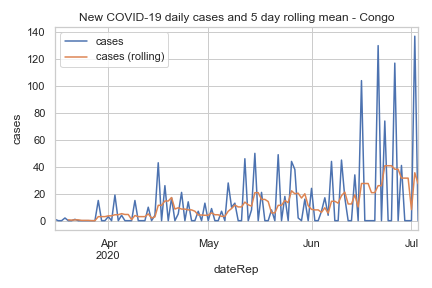 New COVID-19 daily cases and 5 day rolling mean - Congo
cases
cases (rolling)
140
120
100
80
60
40
20
0
cases
Apr
2020
May
Jun
Jul
dateRep